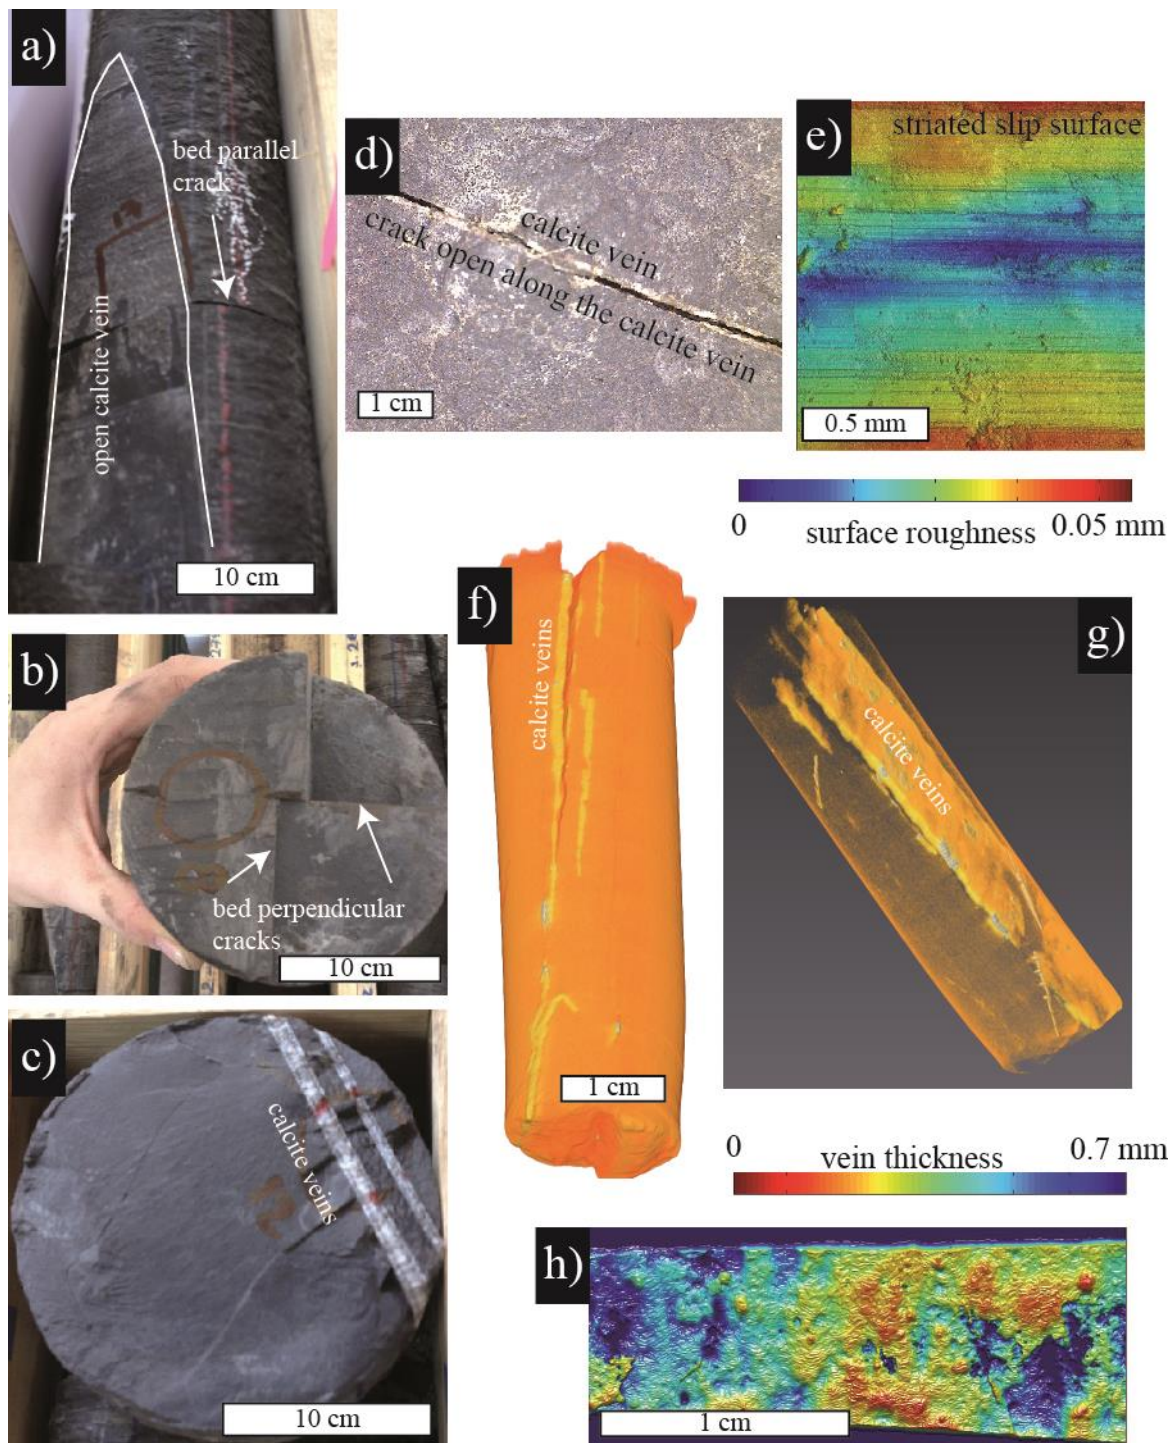 a)
bed parallel
crack
open calcite vein
10 cm
b)
bed perpendicular
cracks
10 cm
c)
calcite veins
12
10 cm
d)
calcite vein
crack open along the calcite vein
1 cm
e)
striated slip surface
0.5 mm
0
surface roughness
0.05 mm
f)
calcite veins
1 cm
g)
calcite veins
0
vein thickness
0.7 mm
h)
1 cm